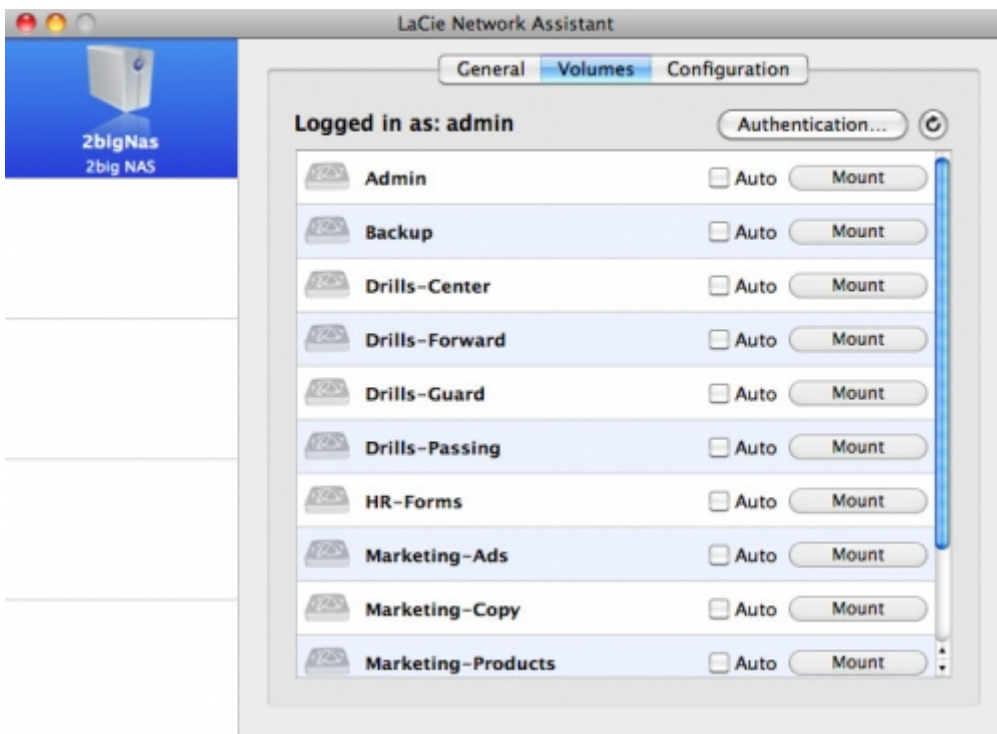 LaCie Network Assistant
2bigNas
2big NAS
General Volumes Configuration
Logged in as: admin Authentication...
Admin Auto Mount
Backup Auto Mount
Drills-Center Auto Mount
Drills-Forward Auto Mount
Drills-Guard Auto Mount
Drills-Passing Auto Mount
HR-Forms Auto Mount
Marketing-Ads Auto Mount
Marketing-Copy Auto Mount
Marketing-Products Auto Mount